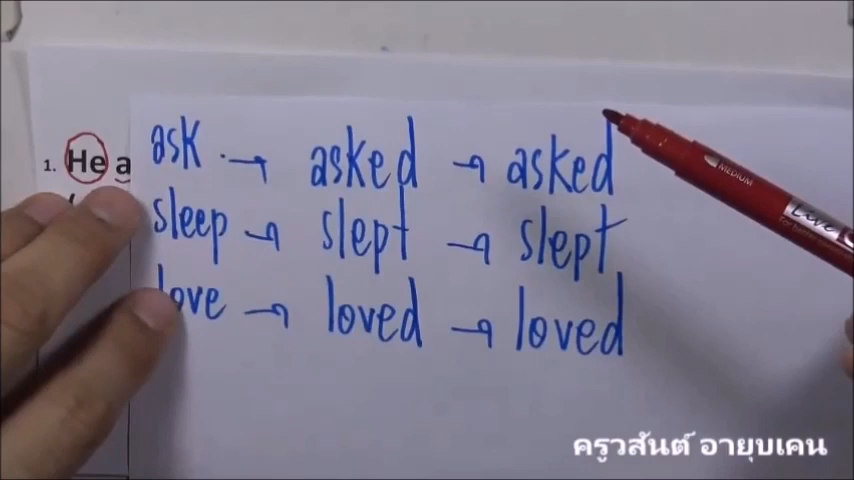 1. He a
ask → asked → asked
sleep → slept → slept
love → loved → loved
MEDIUM
ครูวสันต์ อายุบเคน